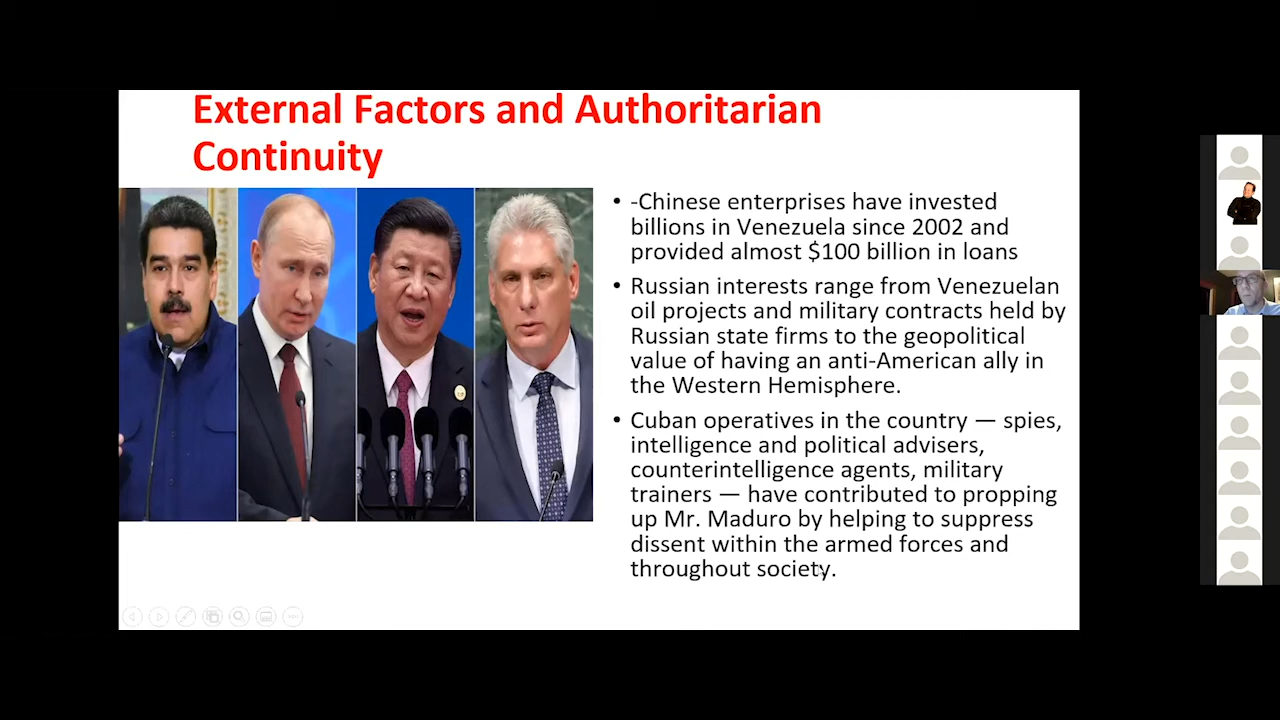 External Factors and Authoritarian
Continuity
• -Chinese enterprises have invested
billions in Venezuela since 2002 and
provided almost $100 billion in loans
• Russian interests range from Venezuelan
oil projects and military contracts held by
Russian state firms to the geopolitical
value of having an anti-American ally in
the Western Hemisphere.
• Cuban operatives in the country — spies,
intelligence and political advisers,
counterintelligence agents, military
trainers — have contributed to propping
up Mr. Maduro by helping to suppress
dissent within the armed forces and
throughout society.